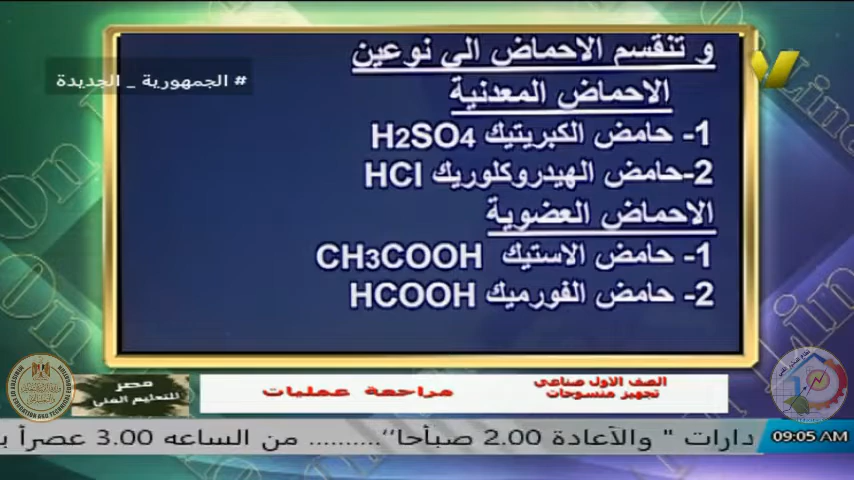 و تنقسم الاحماض الى نوعين
# الجمهورية _ الجديدة
الاحماض المعدنية
1- حامض الكبريتيك H2SO4
2-حامض الهيدروكلوريك HCl
الاحماض العضوية
1- حامض الاستيك CH3COOH
2- حامض الفورميك HCOOH
مصر
للتعليم الفنى
مراجعة عمليات
الصف الاول صناعي
تجهيز منسوجات
دارات " والأعادة 2.00 صباحا‘‘......... من الساعه 3.00 عصراً
09:05 AM